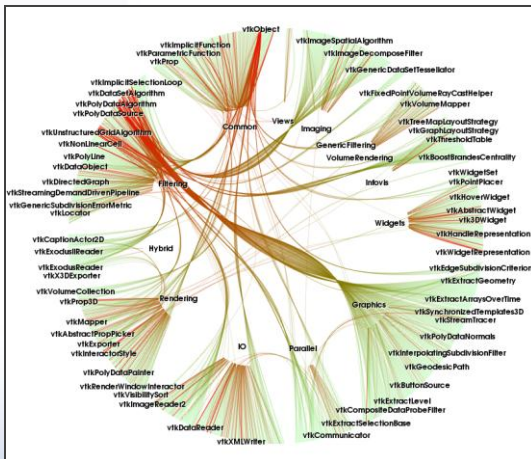 vtkObject
vtkImplicitFunction
vtkParametricFunction
vtkProp
vtkImageSpatialAlgorithm
vtkImageDecomposeFilter
vtkGenericDataSetTessellator
vtkImplicitSelectionLoop
vtkDataSetAlgorithm
vtkPolyDataAlgorithm
vtkPolyDataSource
vtkFixedPointVolumeRayCastHelper
vtkVolumeMapper
Common
Views
Imaging
vtkUnstructuredGridAlgorithm
vtkNonLinearCell
vtkTreeMapLayoutStrategy
vtkGraphLayoutStrategy
vtkThresholdTable
GenericFiltering
VolumeRendering
vtkPolyLine
vtkDataObject
vtkBoostBrandesCentrality
vtkDirectedGraph
Filtering
Infovis
vtkStreamingDemandDrivenPipeline
vtkWidgetSet
vtkPointPlacer
vtkGenericSubdivisionErrorMetric
vtkLocator
vtkHoverWidget
vtkAbstractWidget
vtk3DWidget
Widgets
vtkHandleRepresentation
vtkCaptionActor2D
vtkExodusIIReader
Hybrid
vtkWidgetRepresentation
vtkExodusReader
vtkX3DExporter
vtkEdgeSubdivisionCriterion
vtkExtractGeometry
vtkVolumeCollection
vtkProp3D
Rendering
Graphics
vtkExtractArraysOverTime
vtkSynchronizedTemplates3D
vtkStreamTracer
vtkMapper
vtkAbstractPropPicker
vtkExporter
vtkInteractorStyle
vtkPolyDataNormals
IO
Parallel
vtkInterpolatingSubdivisionFilter
vtkGeodesicPath
vtkPolyDataPainter
vtkButtonSource
vtkRenderWindowInteractor
vtkVisibilitySort
vtkImageReader2
vtkExtractLevel
vtkCompositeDataProbeFilter
vtkDataReader
vtkExtractSelectionBase
vtkCommunicator
vtkXMLWriter